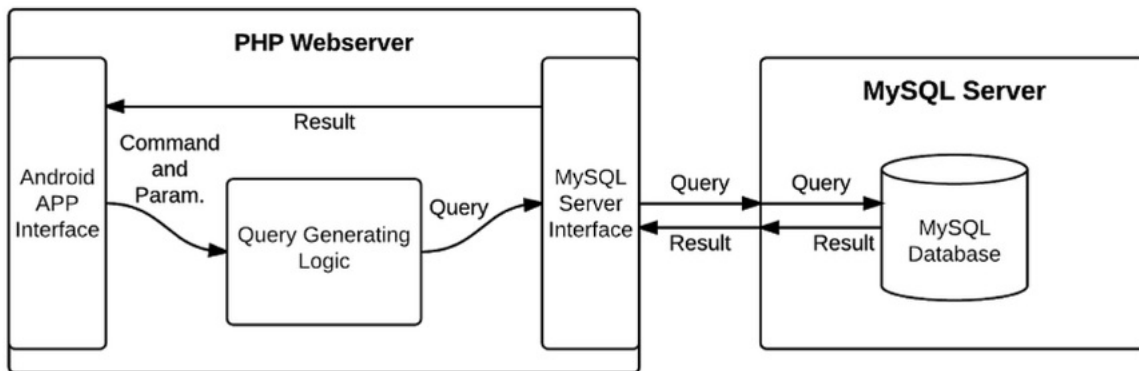 PHP Webserver
MySQL Server
Result
Command
and
Param.
Android
APP
Interface
Query Generating
Logic
Query
MySQL
Server
Interface
Query
Result
Query
Result
MySQL
Database